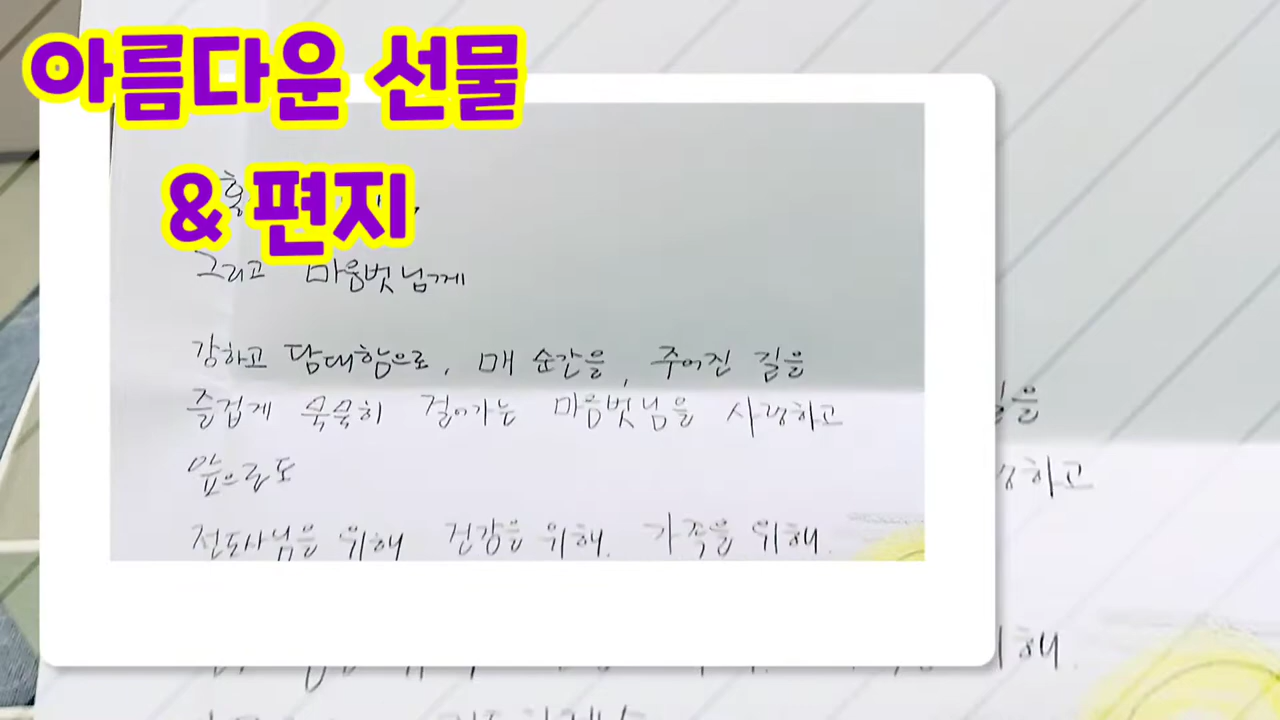 아름다운 선물
& 편지
그리고 마음벗님께
강하고 담대함으로, 매 순간을, 주어진 길을
즐겁게 묵묵히 걸어가는 마음벗님을 사랑하고
앞으로도
전도사님을 위해 건강을 위해. 가족을 위해.